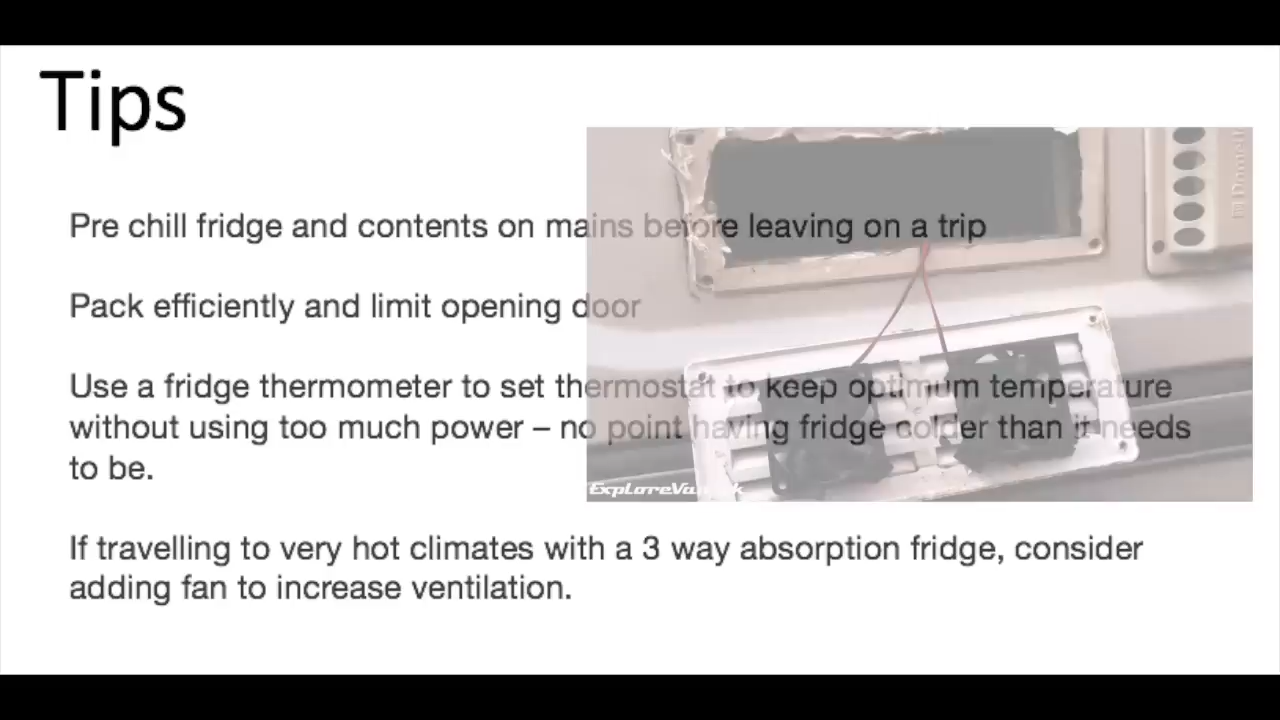 Tips
Pre chill fridge and contents on mains before leaving on a trip
Pack efficiently and limit opening door
Use a fridge thermometer to set thermostat to keep optimum temperature
without using too much power – no point having fridge colder than it needs
to be.
If travelling to very hot climates with a 3 way absorption fridge, consider
adding fan to increase ventilation.